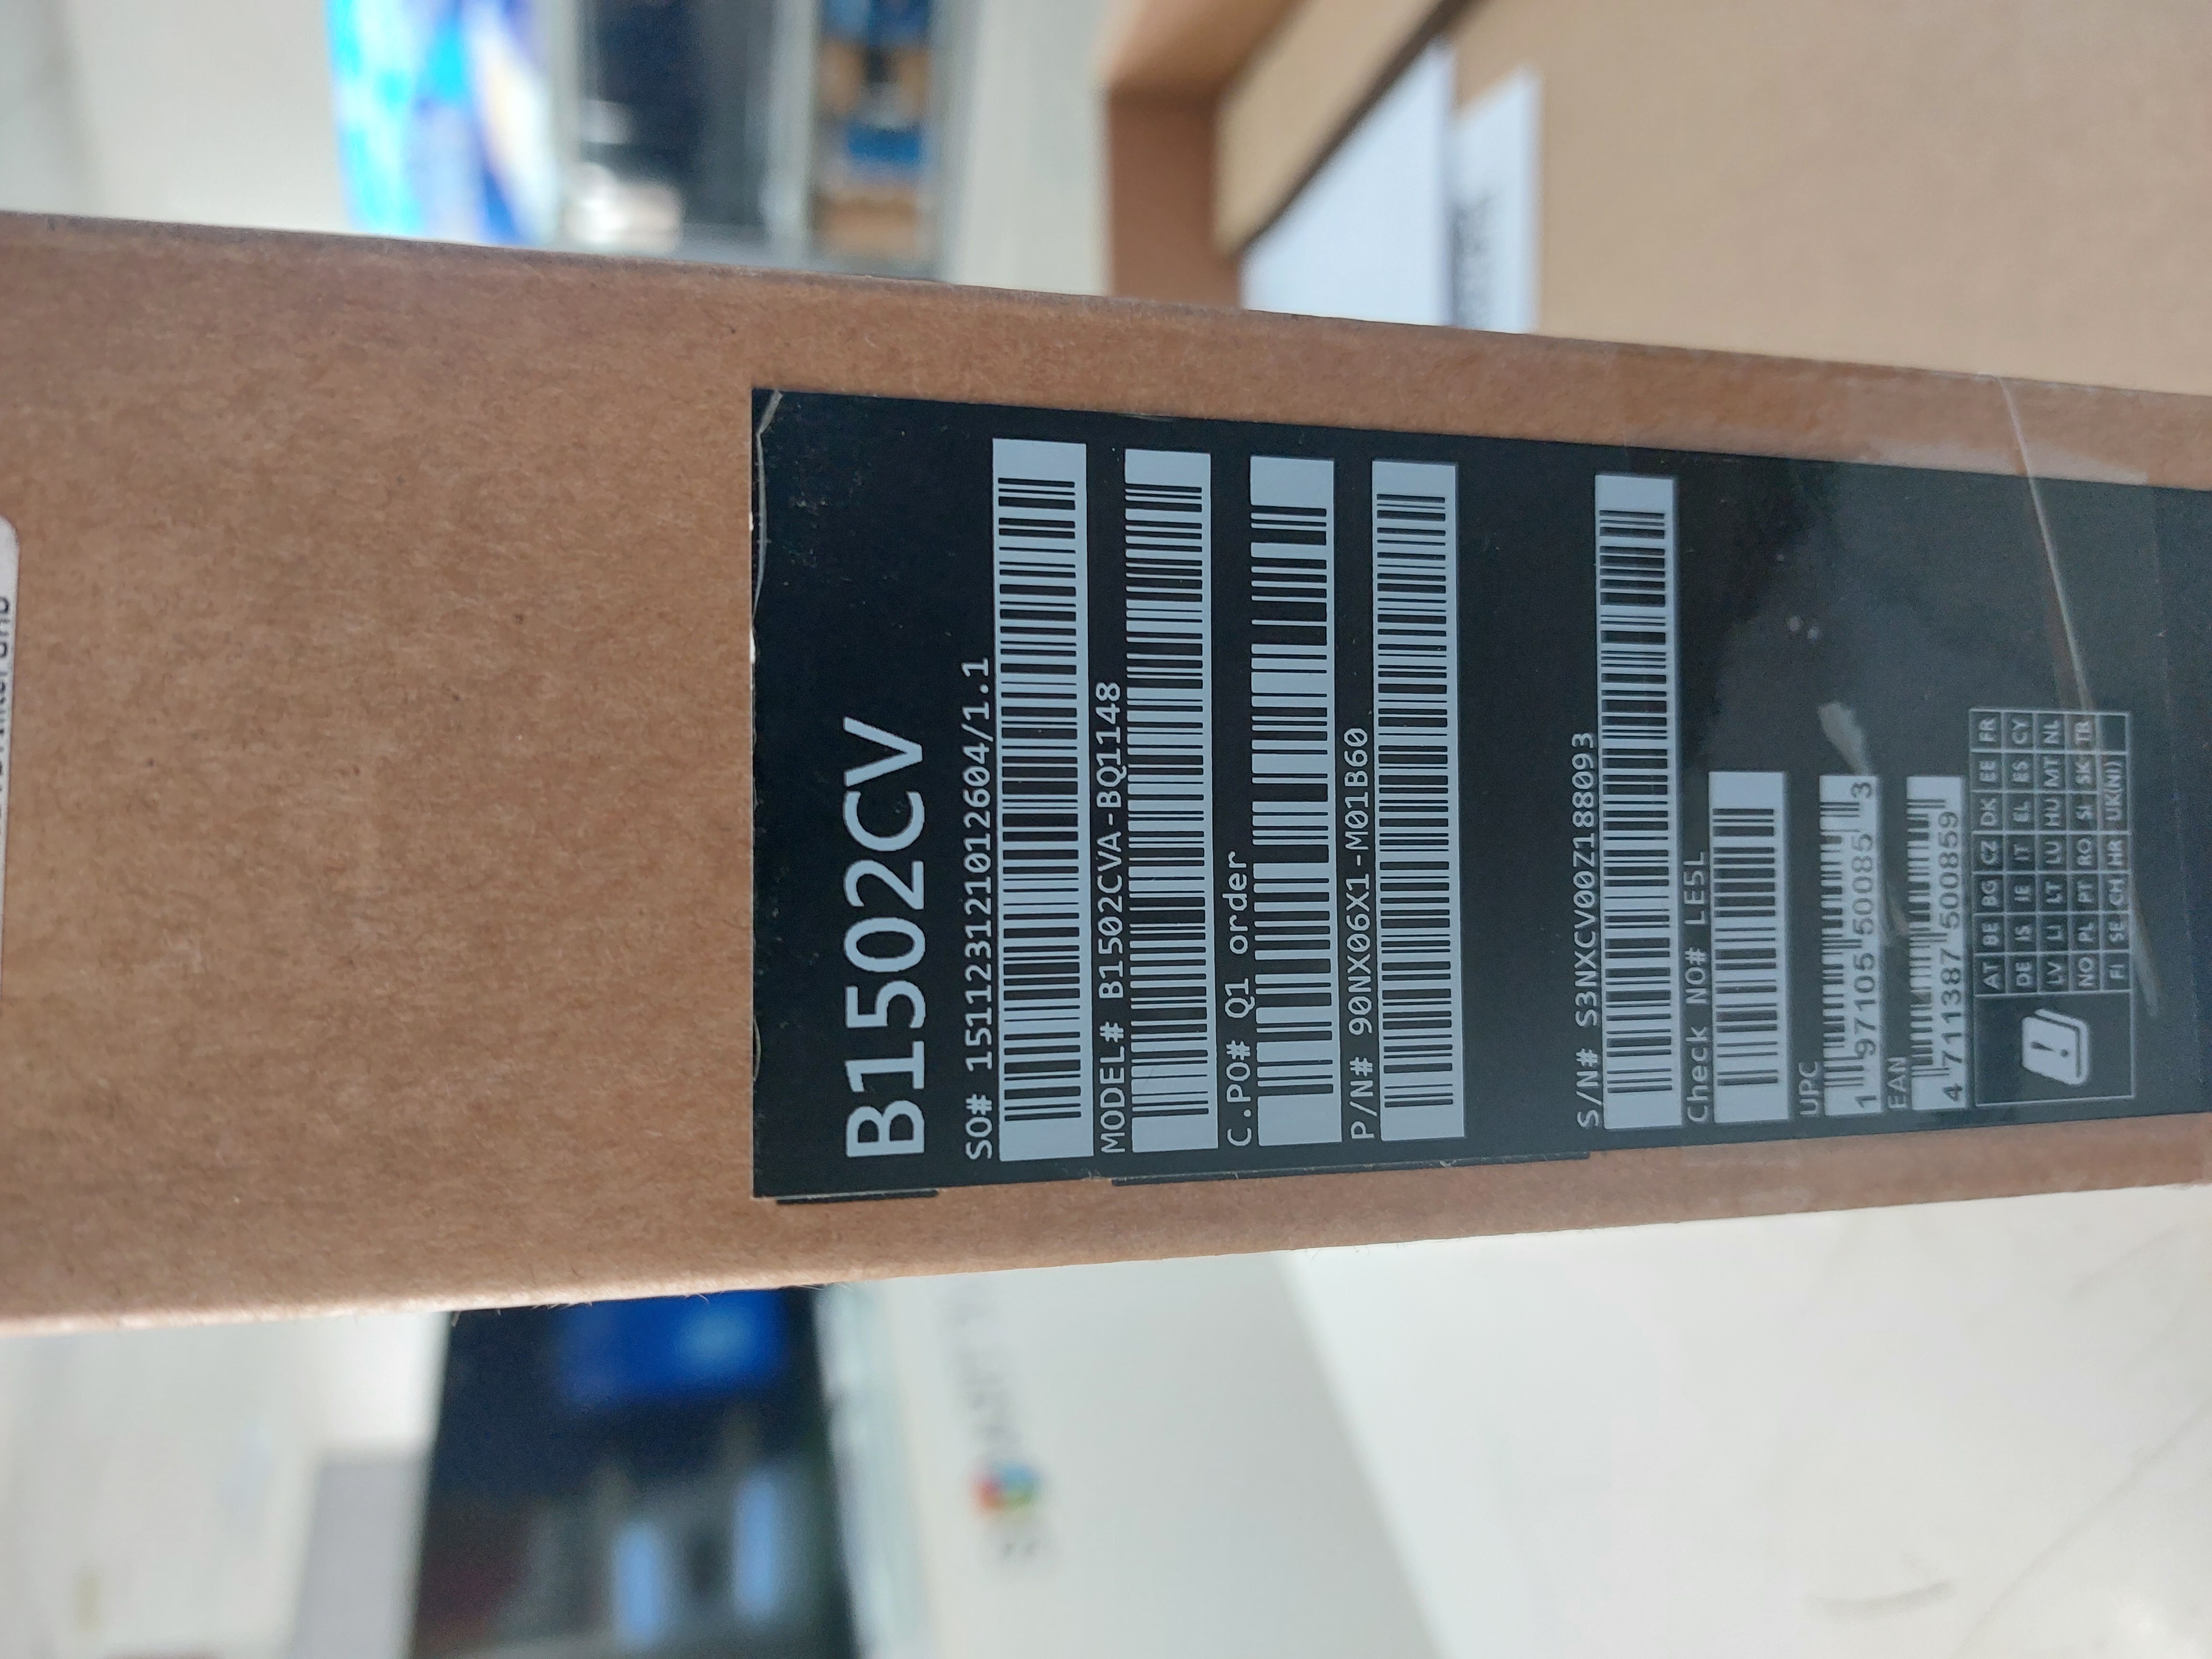 B1502CV
SO# 1511231212101 2604/1.1
MODEL# B1502CVA-BQ1148
C.PO# Q1 order
P/N# 90NX06X1-M01B60
S/N# S3NXCV00Z188093
Check NO# LE5L
UPC
1 97105 50085 3
EAN
4 711387 500859
AT BE BG CZ DK EE FR
DE IS IE IT EL ES CY
LV LI LT LU HU MT NL
NO PL PT RO SI SK TR
FI SE CH HR UK(NI)